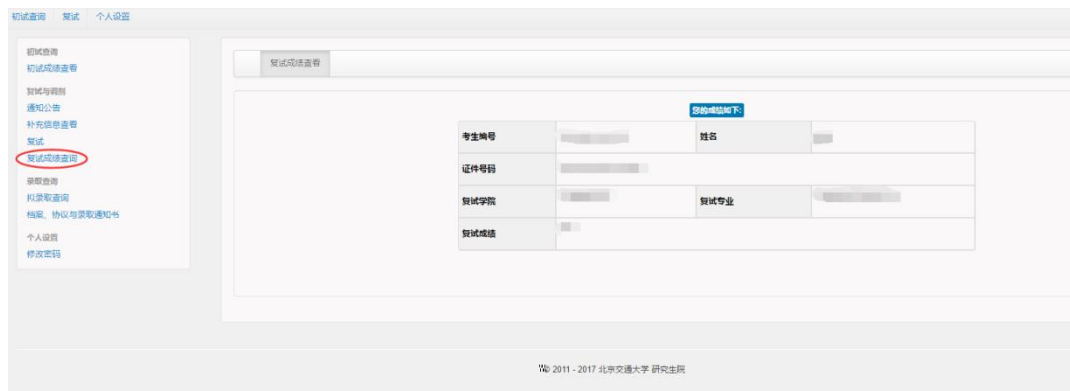 初试查询 复试 个人设置
初试查询
初试成绩查看
复试与调剂
通知公告
补充信息查看
复试
复试成绩查询
录取查询
拟录取查询
档案、协议与录取通知书
个人设置
修改密码
复试成绩查看
您的成绩如下:
考生编号 姓名
证件号码
复试学院 复试专业
复试成绩
© 2011 - 2017 北京交通大学 研究生院